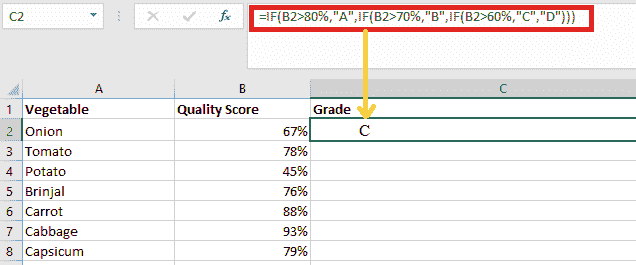 C2
=IF(B2>80%,"A",IF(B2>70%,"B",IF(B2>60%,"C","D")))
A B C
1 Vegetable Quality Score Grade
2 Onion 67% C
3 Tomato 78%
4 Potato 45%
5 Brinjal 76%
6 Carrot 88%
7 Cabbage 93%
8 Capsicum 79%